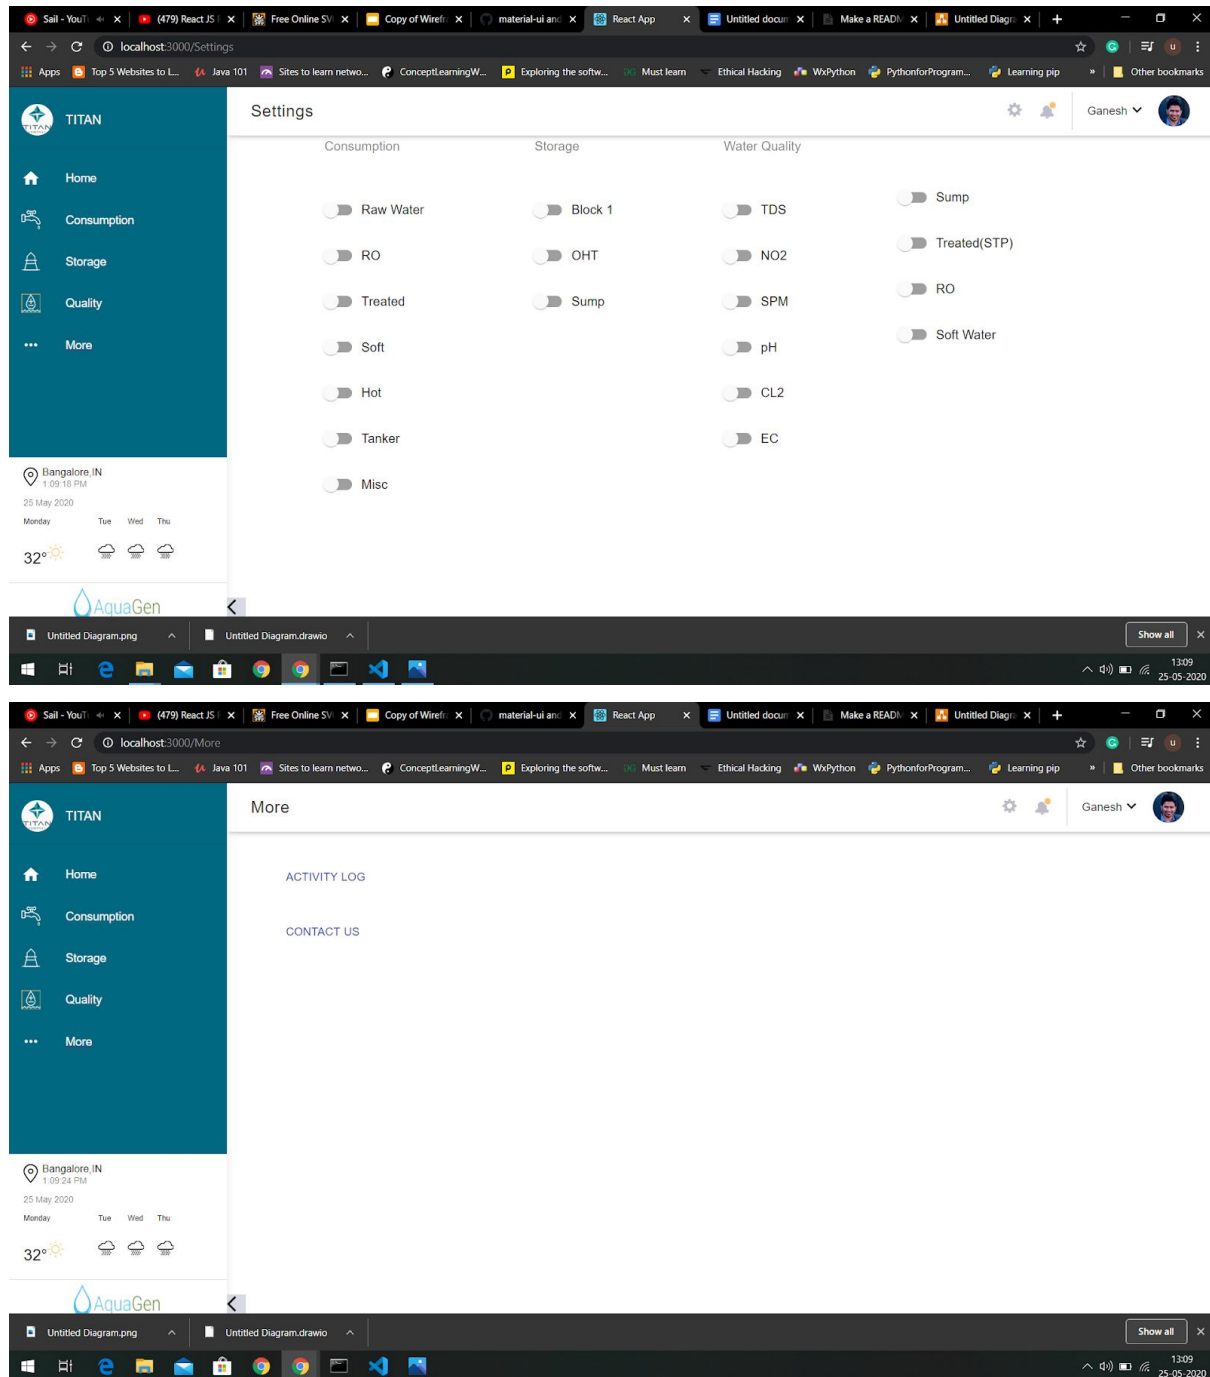 Sail - YouT
(479) React JS
Free Online SV
Copy of Wirefr
material-ui and
React App
Untitled docum
Make a READM
Untitled Diagra
localhost:3000/Settings
Apps
Top 5 Websites to L...
Java 101
Sites to learn netwo...
ConceptLearningW...
Exploring the softw...
Must learn
Ethical Hacking
WxPython
PythonforProgram...
Learning pip
»
Other bookmarks
TITAN
TITAN
Settings
Ganesh
Home
Consumption
Storage
Quality
More
Consumption
Storage
Water Quality
Raw Water
Block 1
TDS
Sump
RO
OHT
NO2
Treated(STP)
Treated
Sump
SPM
RO
Soft
pH
Soft Water
Hot
CL2
Tanker
EC
Misc
Bangalore,IN
1:09:18 PM
25 May 2020
Monday Tue Wed Thu
32°
AquaGen
Untitled Diagram.png
Untitled Diagram.drawio
Show all
13:09
25-05-2020
Sail - YouT
(479) React JS
Free Online SV
Copy of Wirefr
material-ui and
React App
Untitled docum
Make a READM
Untitled Diagra
localhost:3000/More
Apps
Top 5 Websites to L...
Java 101
Sites to learn netwo...
ConceptLearningW...
Exploring the softw...
Must learn
Ethical Hacking
WxPython
PythonforProgram...
Learning pip
»
Other bookmarks
TITAN
TITAN
More
Ganesh
Home
Consumption
Storage
Quality
More
ACTIVITY LOG
CONTACT US
Bangalore,IN
1:09:24 PM
25 May 2020
Monday Tue Wed Thu
32°
AquaGen
Untitled Diagram.png
Untitled Diagram.drawio
Show all
13:09
25-05-2020